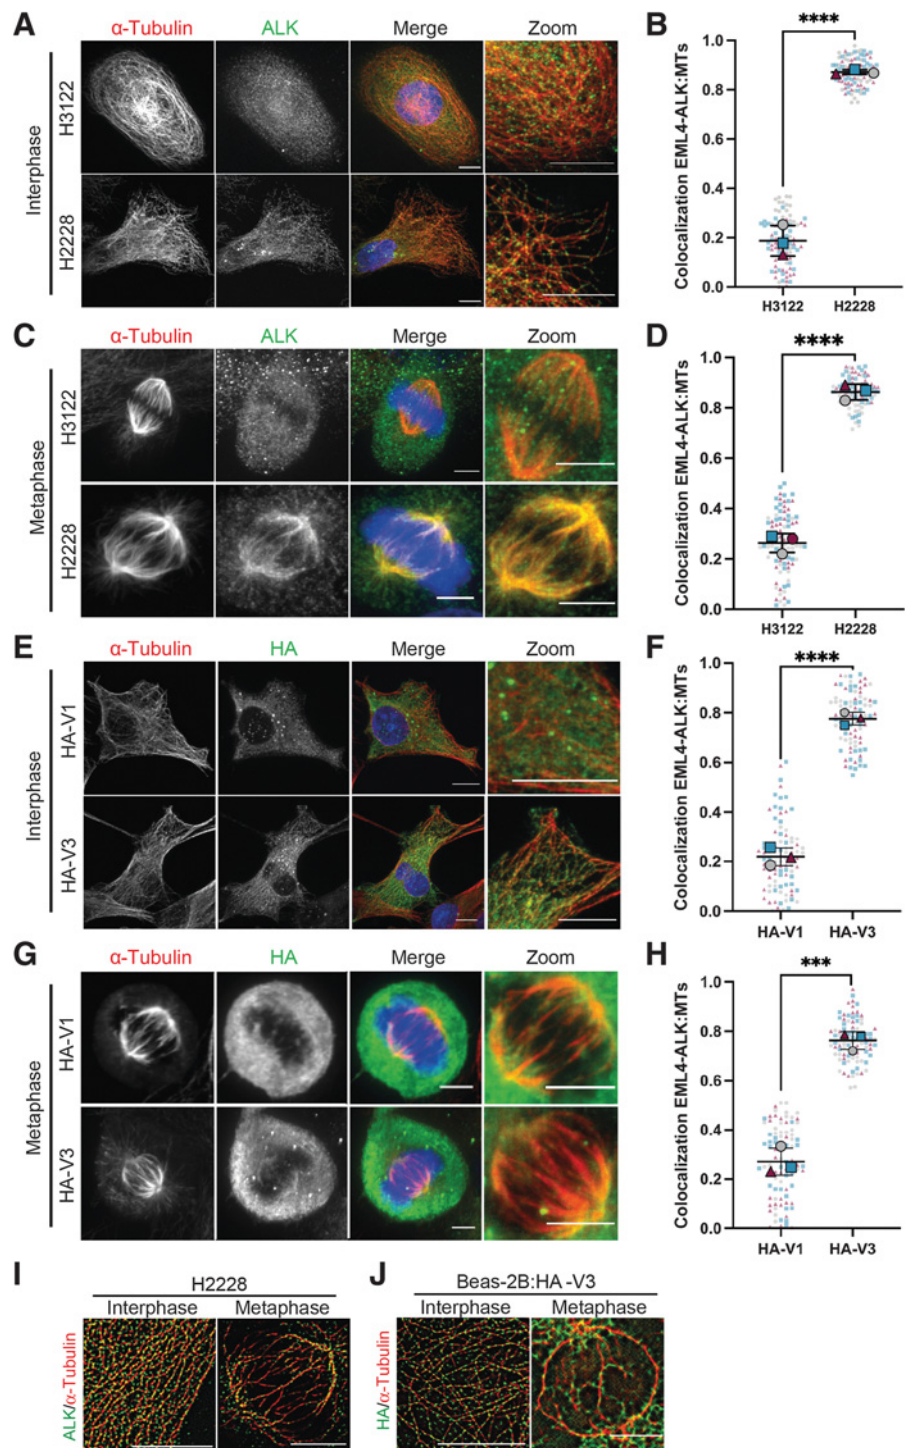 A
α-Tubulin ALK Merge Zoom
Interphase
H3122
H2228
B
****
Colocalization EML4-ALK:MTs
1.0
0.8
0.6
0.4
0.2
0.0
H3122 H2228
C
α-Tubulin ALK Merge Zoom
Metaphase
H3122
H2228
D
****
Colocalization EML4-ALK:MTs
1.0
0.8
0.6
0.4
0.2
0.0
H3122 H2228
E
α-Tubulin HA Merge Zoom
Interphase
HA-V1
HA-V3
F
****
Colocalization EML4-ALK:MTs
1.0
0.8
0.6
0.4
0.2
0.0
HA-V1 HA-V3
G
α-Tubulin HA Merge Zoom
Metaphase
HA-V1
HA-V3
H
***
Colocalization EML4-ALK:MTs
1.0
0.8
0.6
0.4
0.2
0.0
HA-V1 HA-V3
I
H2228
Interphase Metaphase
ALK/α-Tubulin
J
Beas-2B:HA -V3
Interphase Metaphase
HA/α-Tubulin